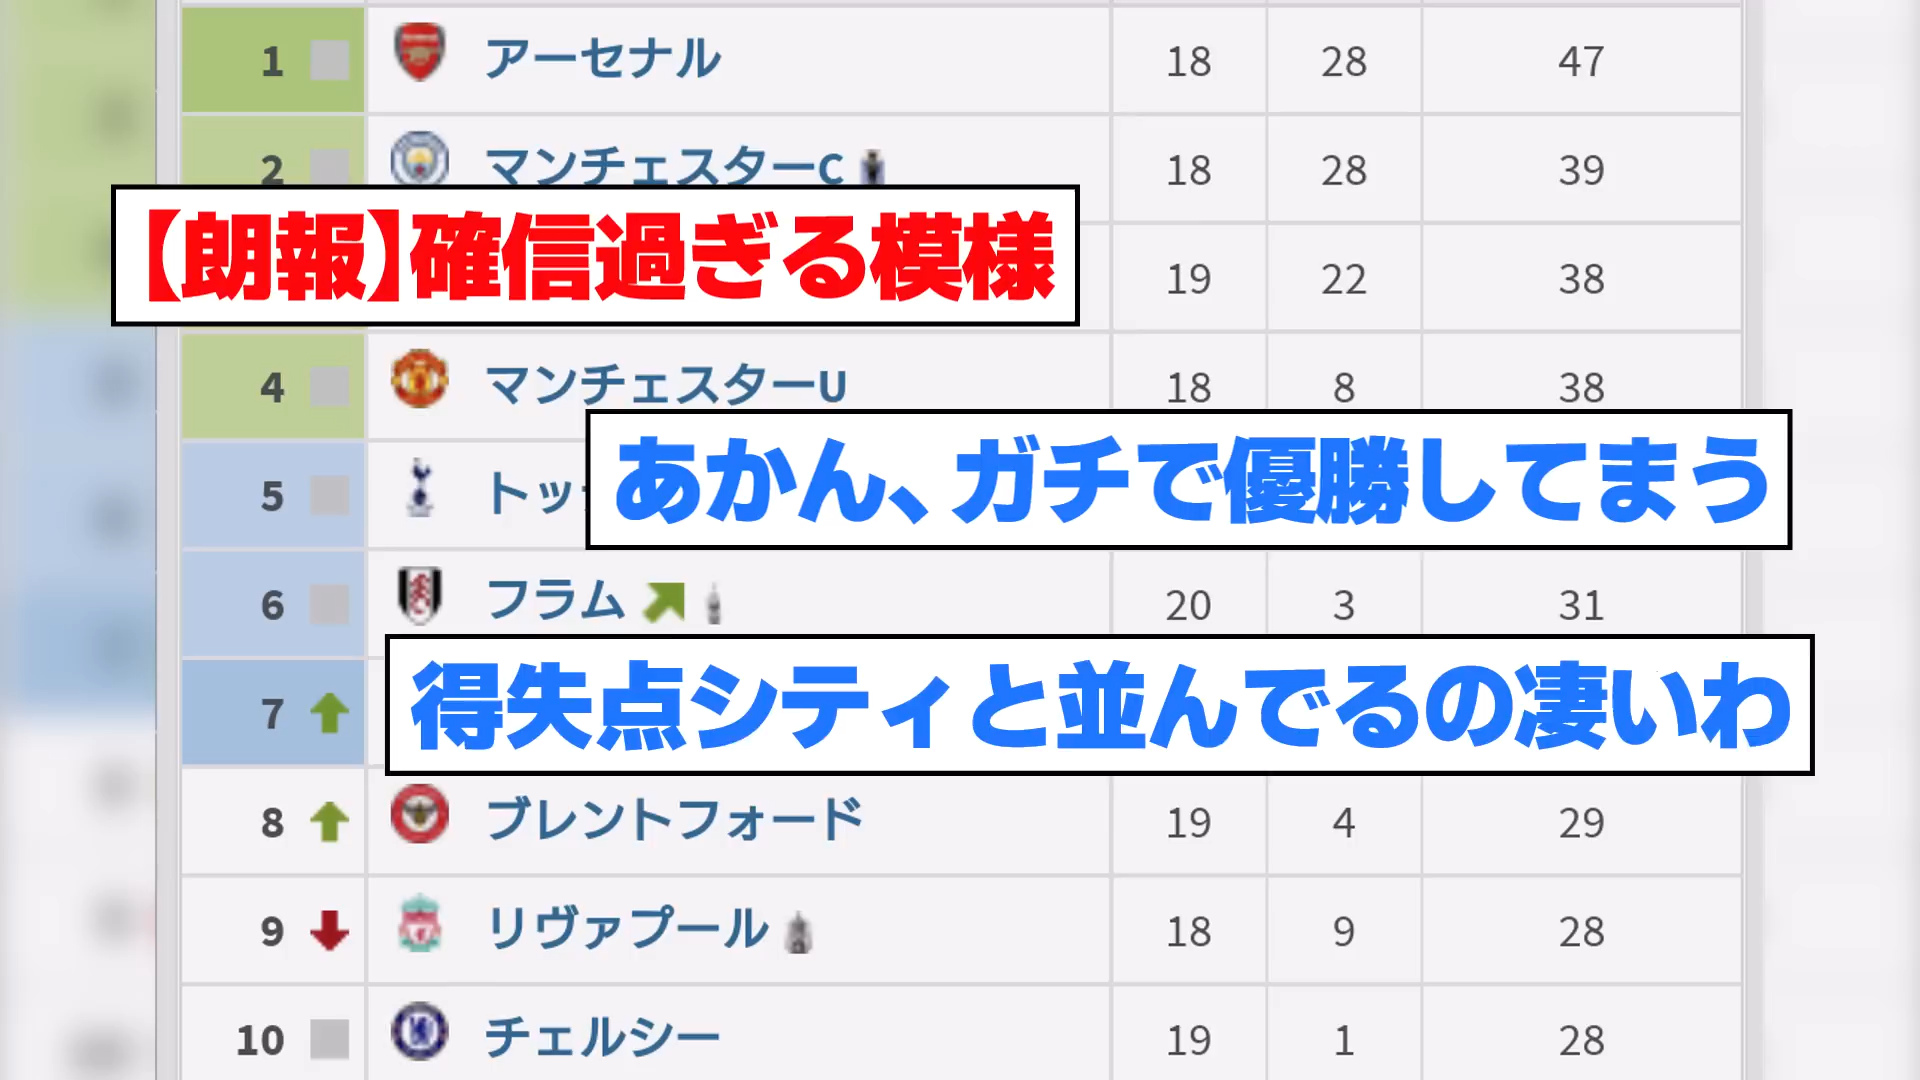 1 アーセナル 18 28 47
2 マンチェスターC 18 28 39
【朗報】確信過ぎる模様
19 22 38
4 マンチェスターU 18 8 38
5 トッ
あかん、ガチで優勝してまう
6 フラム 20 3 31
7
得失点シティと並んでるの凄いわ
8 ブレントフォード 19 4 29
9 リヴァプール 18 9 28
10 チェルシー 19 1 28